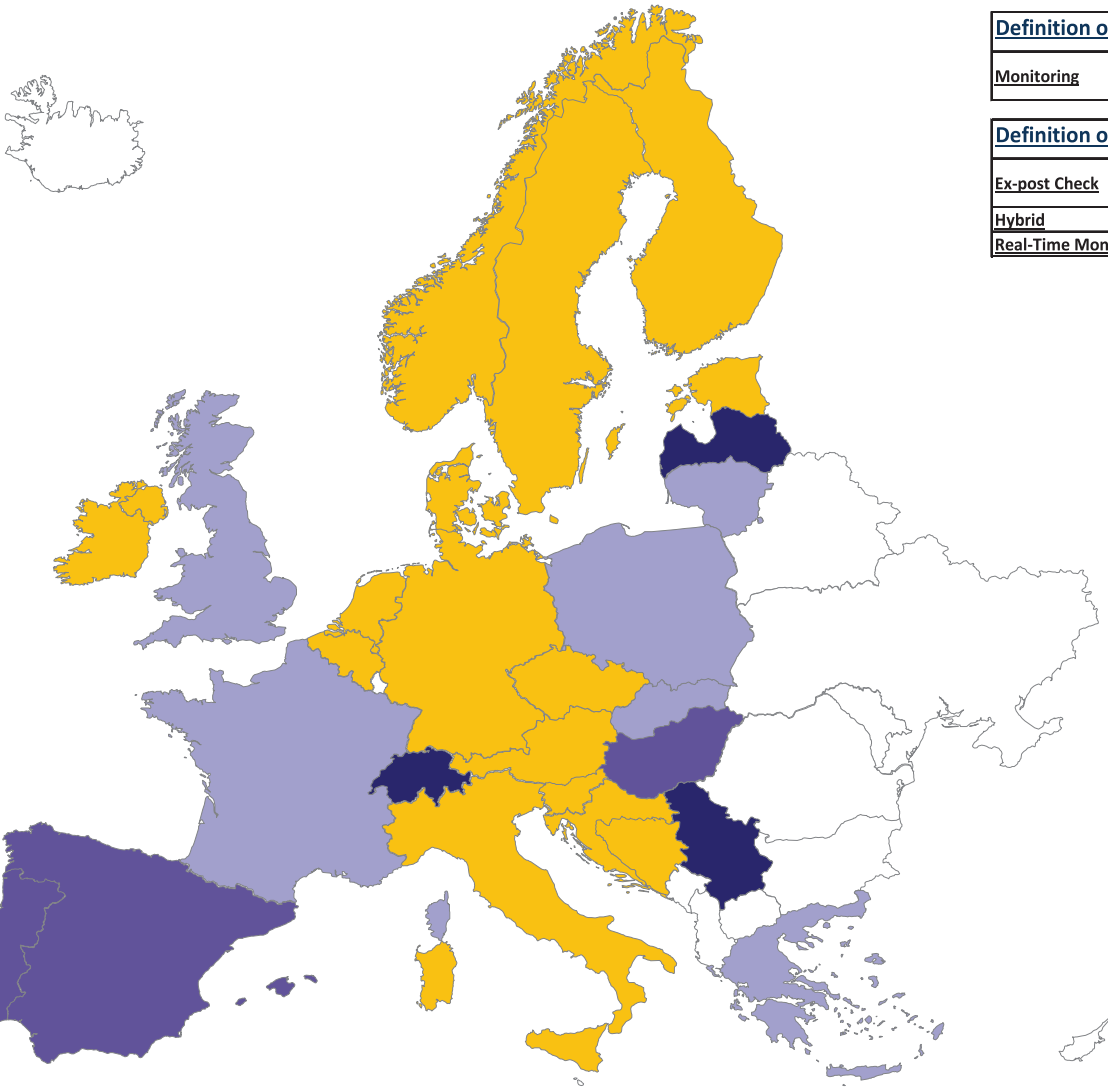 Definition o
Monitoring
Definition o
Ex-post Check
Hybrid
Real-Time Mon